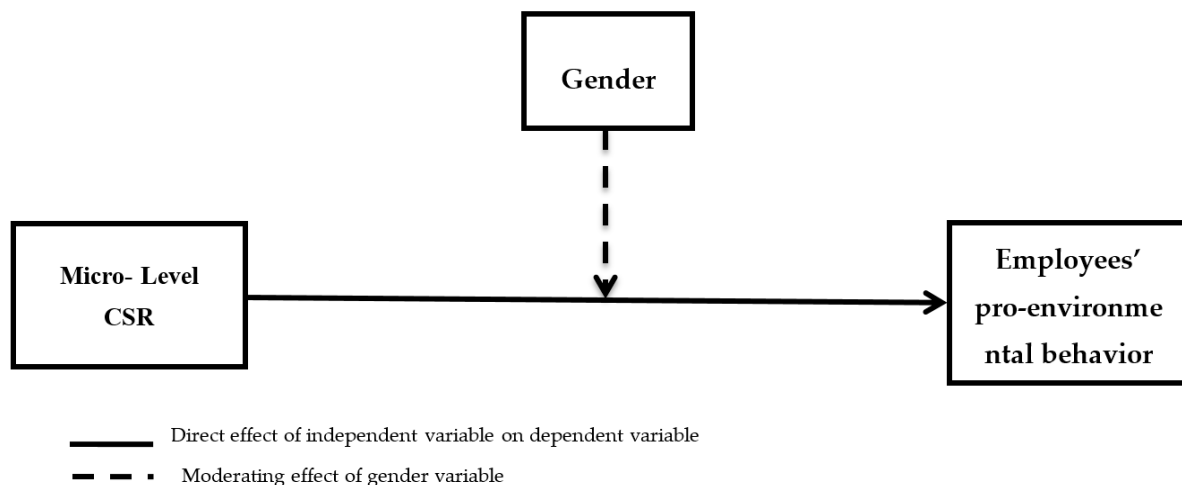 Gender
Micro- Level
CSR
Employees’
pro-environme
ntal behavior
Direct effect of independent variable on dependent variable
Moderating effect of gender variable